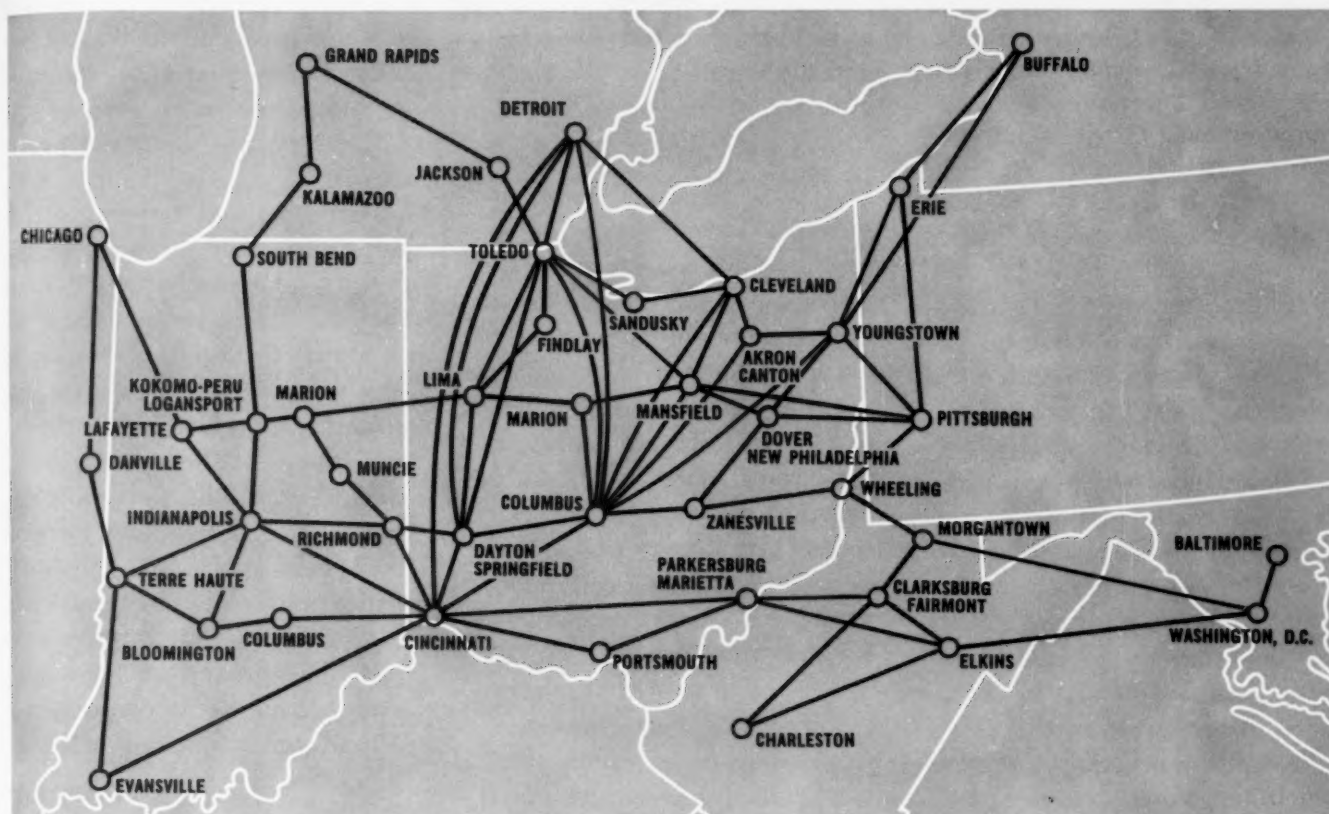 GRAND RAPIDS
BUFFALO
DETROIT
JACKSON
KALAMAZOO
ERIE
CHICAGO
SOUTH BEND
TOLEDO
CLEVELAND
SANDUSKY
YOUNGSTOWN
FINDLAY
AKRON
CANTON
KOKOMO-PERU
LOGANSPORT
MARION
LIMA
LAFAYETTE
MARION
MANSFIELD
PITTSBURGH
DOVER
NEW PHILADELPHIA
DANVILLE
MUNCIE
WHEELING
COLUMBUS
ZANESVILLE
INDIANAPOLIS
RICHMOND
MORGANTOWN
DAYTON
SPRINGFIELD
BALTIMORE
PARKERSBURG
MARIETTA
TERRE HAUTE
CLARKSBURG
FAIRMONT
COLUMBUS
BLOOMINGTON
CINCINNATI
WASHINGTON, D.C.
PORTSMOUTH
ELKINS
CHARLESTON
EVANSVILLE